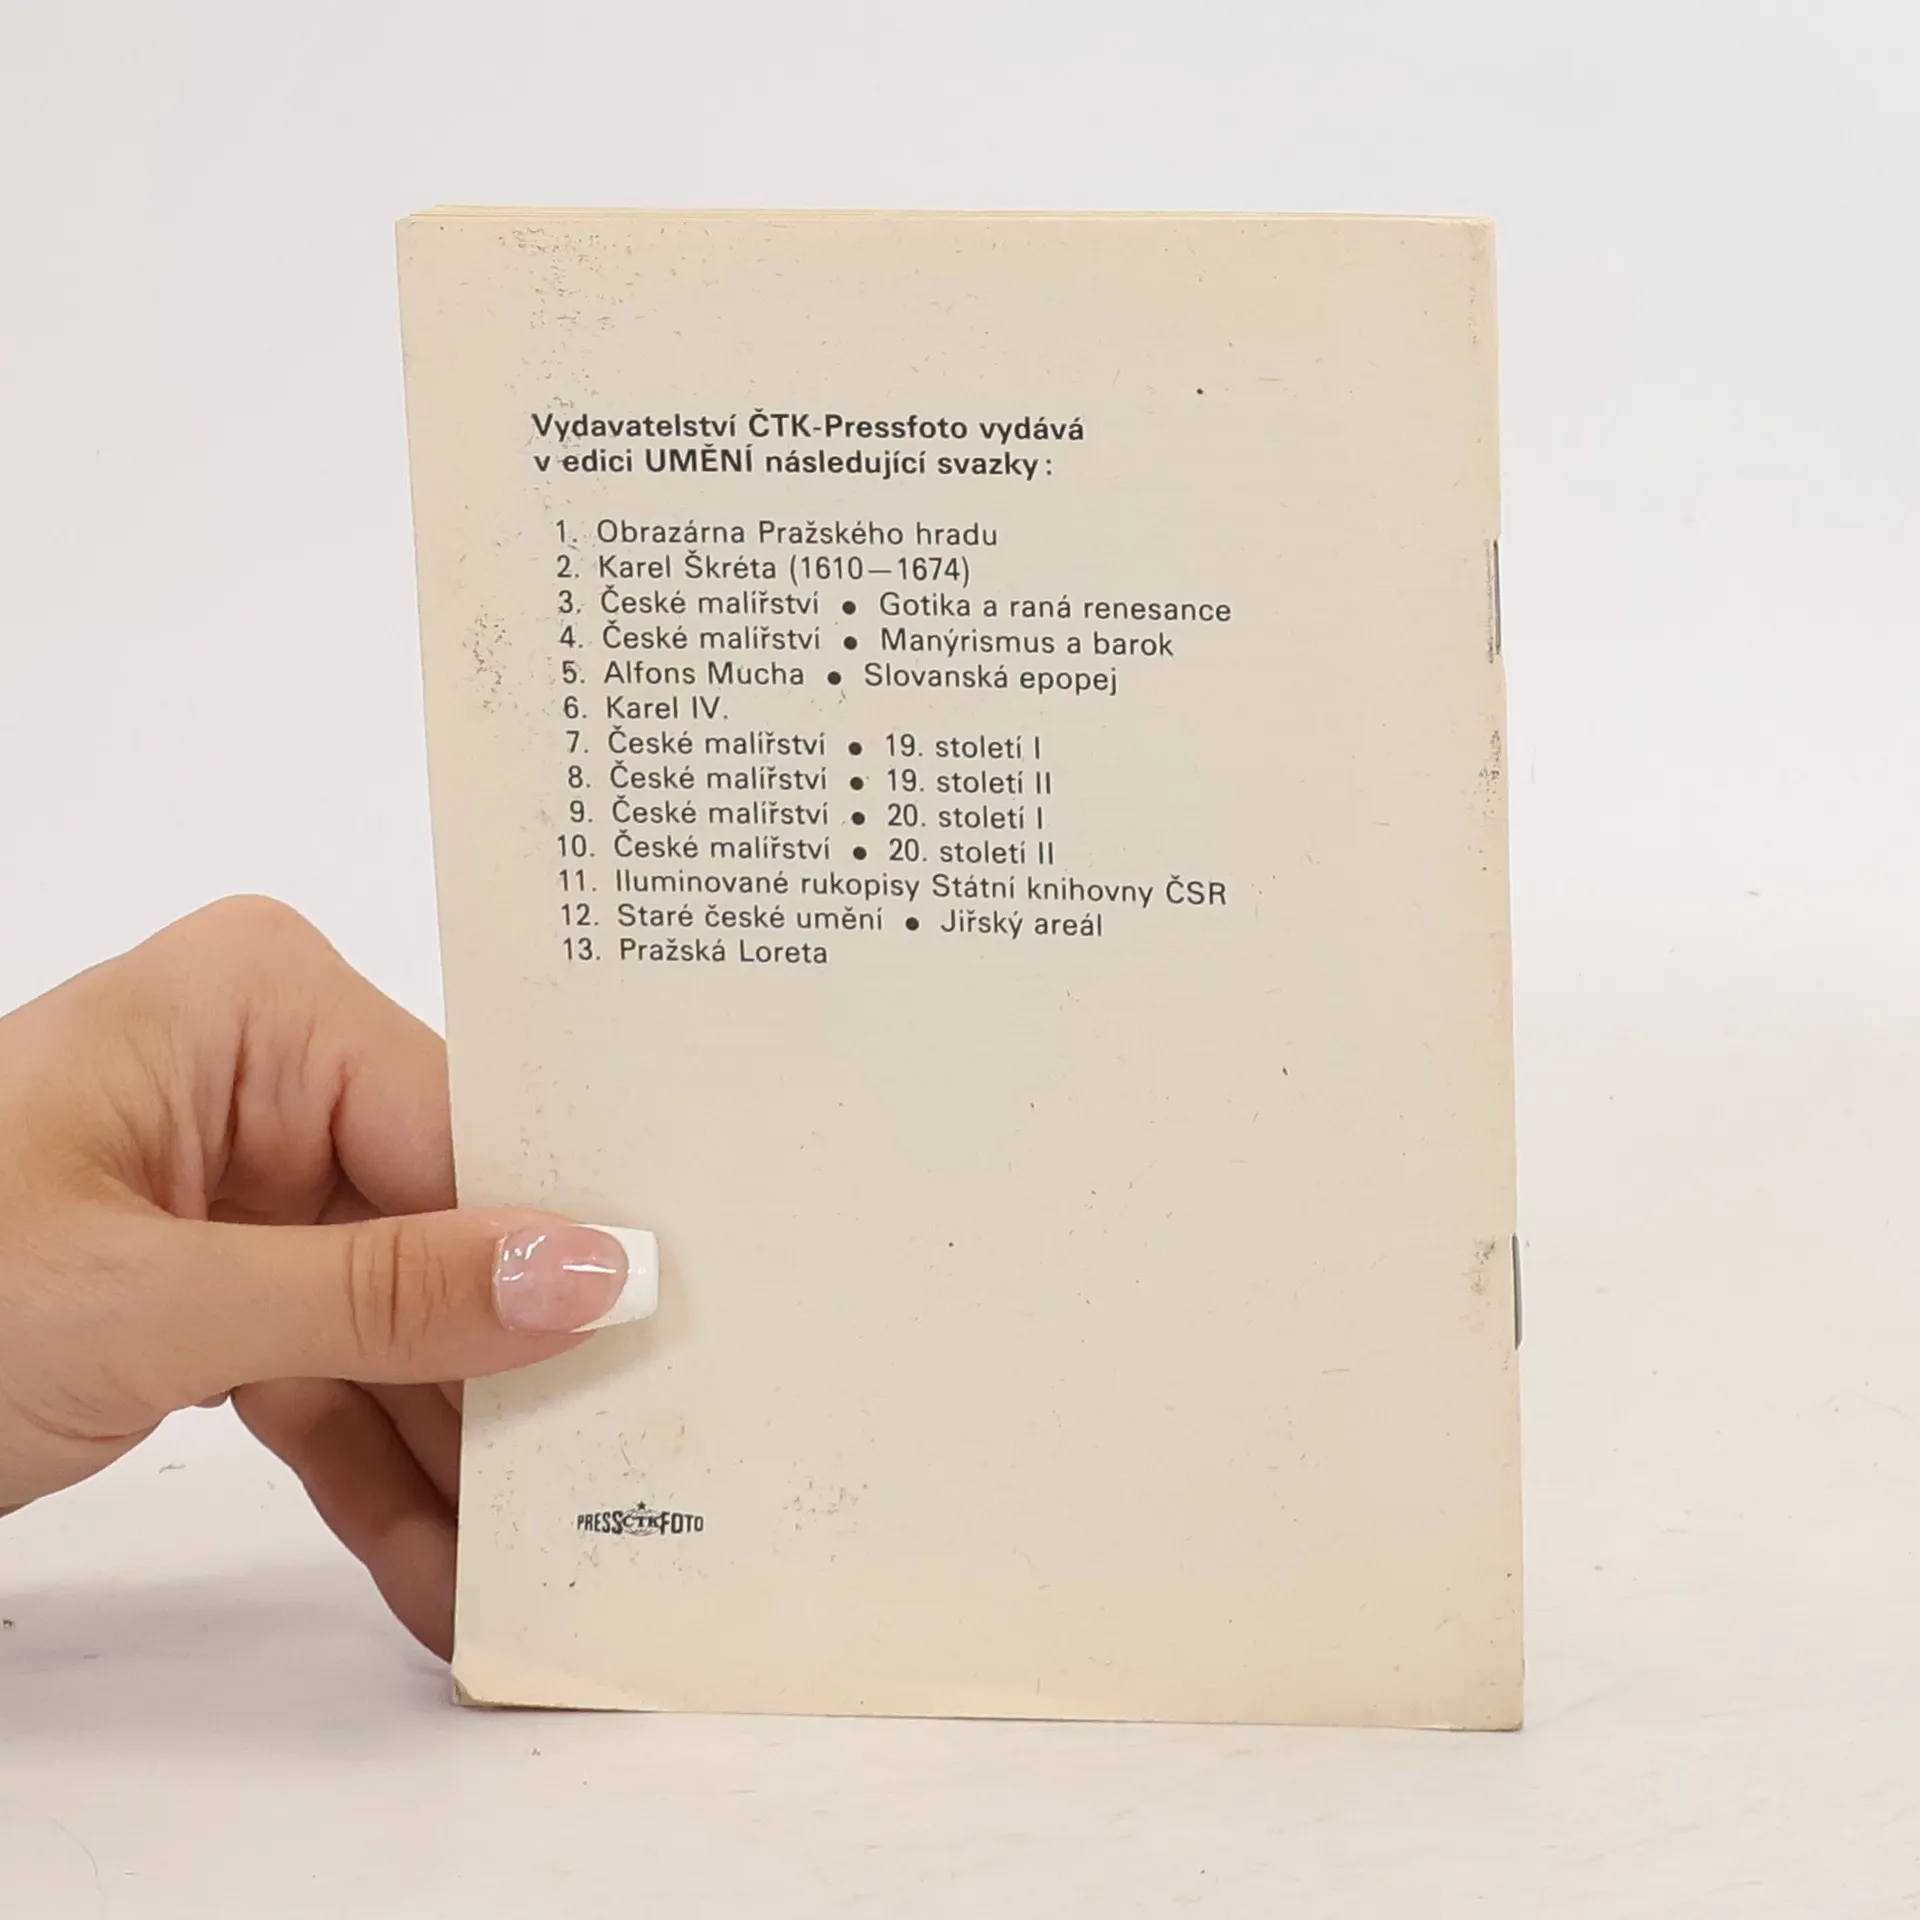 Vydavatelství ČTK-Pressfoto vydává
v edici UMĚNÍ následující svazky:
1. Obrazárna Pražského hradu
2. Karel Škréta (1610—1674)
3. České malířství ● Gotika a raná renesance
4. České malířství ● Manýrismus a barok
5. Alfons Mucha ● Slovanská epopej
6. Karel IV.
7. České malířství ● 19. století I
8. České malířství ● 19. století II
9. České malířství ● 20. století I
10. České malířství ● 20. století II
11. Iluminované rukopisy Státní knihovny ČSR
12. Staré české umění ● Jiřský areál
13. Pražská Loreta
PRESS ČTK FOTO